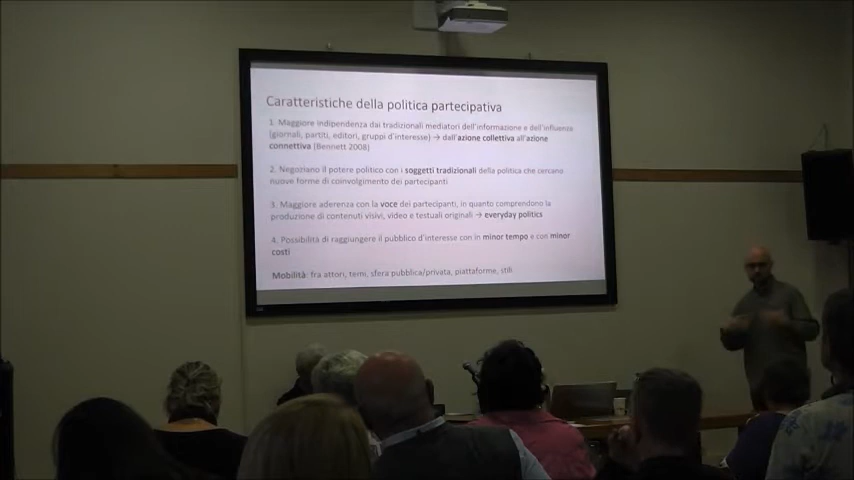 Caratteristiche della politica partecipativa
1. Maggiore indipendenza dai tradizionali mediatori dell'informazione e dell'influenza
(giornali, partiti, editori, gruppi d'interesse) → dall'azione collettiva all'azione
connettiva (Bennett 2008)
2. Negoziano il potere politico con i soggetti tradizionali della politica che cercano
nuove forme di coinvolgimento dei partecipanti
3. Maggiore aderenza con la voce dei partecipanti, in quanto comprendono la
produzione di contenuti visivi, video e testuali originali → everyday politics
4. Possibilità di raggiungere il pubblico d'interesse con in minor tempo e con minor
costi
Mobilità: fra attori, temi, sfera pubblica/privata, piattaforme, stili